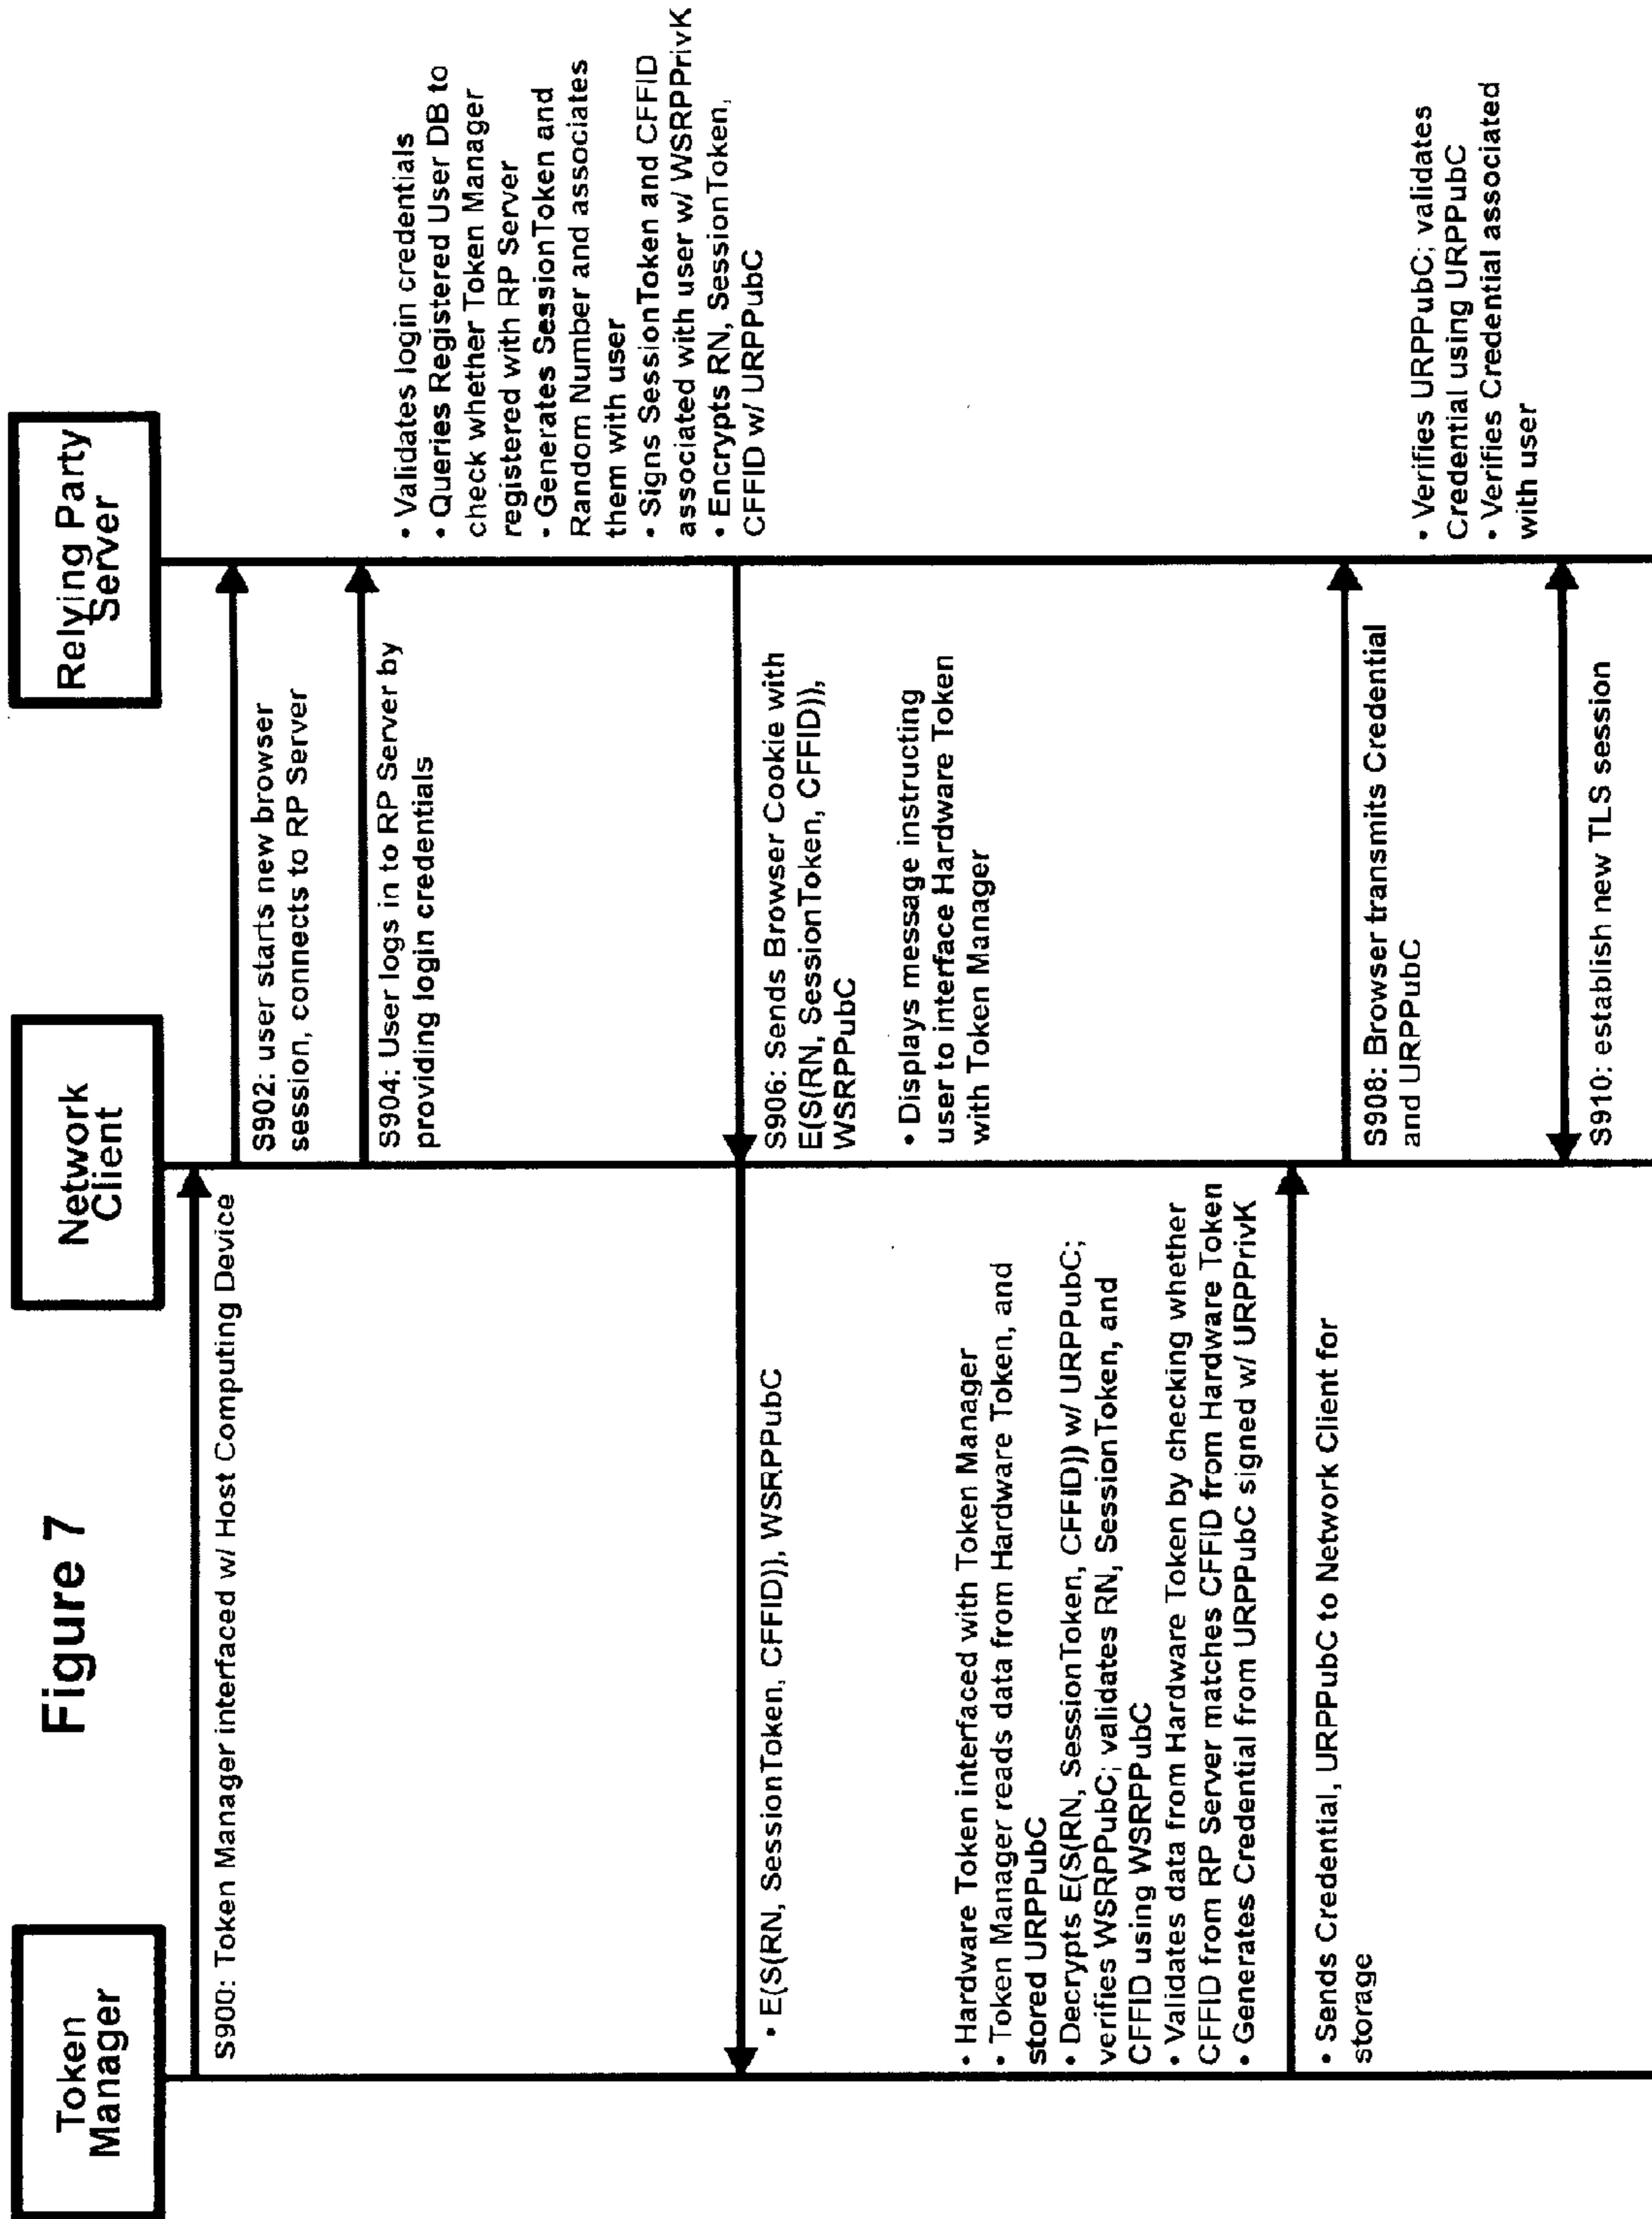 Figure 7
Token
Manager
Network
Client
Relying Party
Server
S900: Token Manager interfaced w/ Host Computing Device
S902: user starts new browser
session, connects to RP Server
S904: User logs in to RP Server by
providing login credentials
• Validates login credentials
• Queries Registered User DB to
check whether Token Manager
registered with RP Server
• Generates SessionToken and
Random Number and associates
them with user
• Signs SessionToken and CFFID
associated with user w/ WSRPPrivK
• Encrypts RN, SessionToken,
CFFID w/ URPPubC
S906: Sends Browser Cookie with
E(S(RN, SessionToken, CFFID)),
WSRPPubC
• Displays message instructing
user to interface Hardware Token
with Token Manager
• E(S(RN, SessionToken, CFFID)), WSRPPubC
• Hardware Token interfaced with Token Manager
• Token Manager reads data from Hardware Token, and
stored URPPubC
• Decrypts E(S(RN, SessionToken, CFFID)) w/ URPPubC;
verifies WSRPPubC; validates RN, SessionToken, and
CFFID using WSRPPubC
• Validates data from Hardware Token by checking whether
CFFID from RP Server matches CFFID from Hardware Token
• Generates Credential from URPPubC signed w/ URPPrivK
• Sends Credential, URPPubC to Network Client for
storage
S908: Browser transmits Credential
and URPPubC
• Verifies URPPubC; validates
Credential using URPPubC
• Verifies Credential associated
with user
S910: establish new TLS session